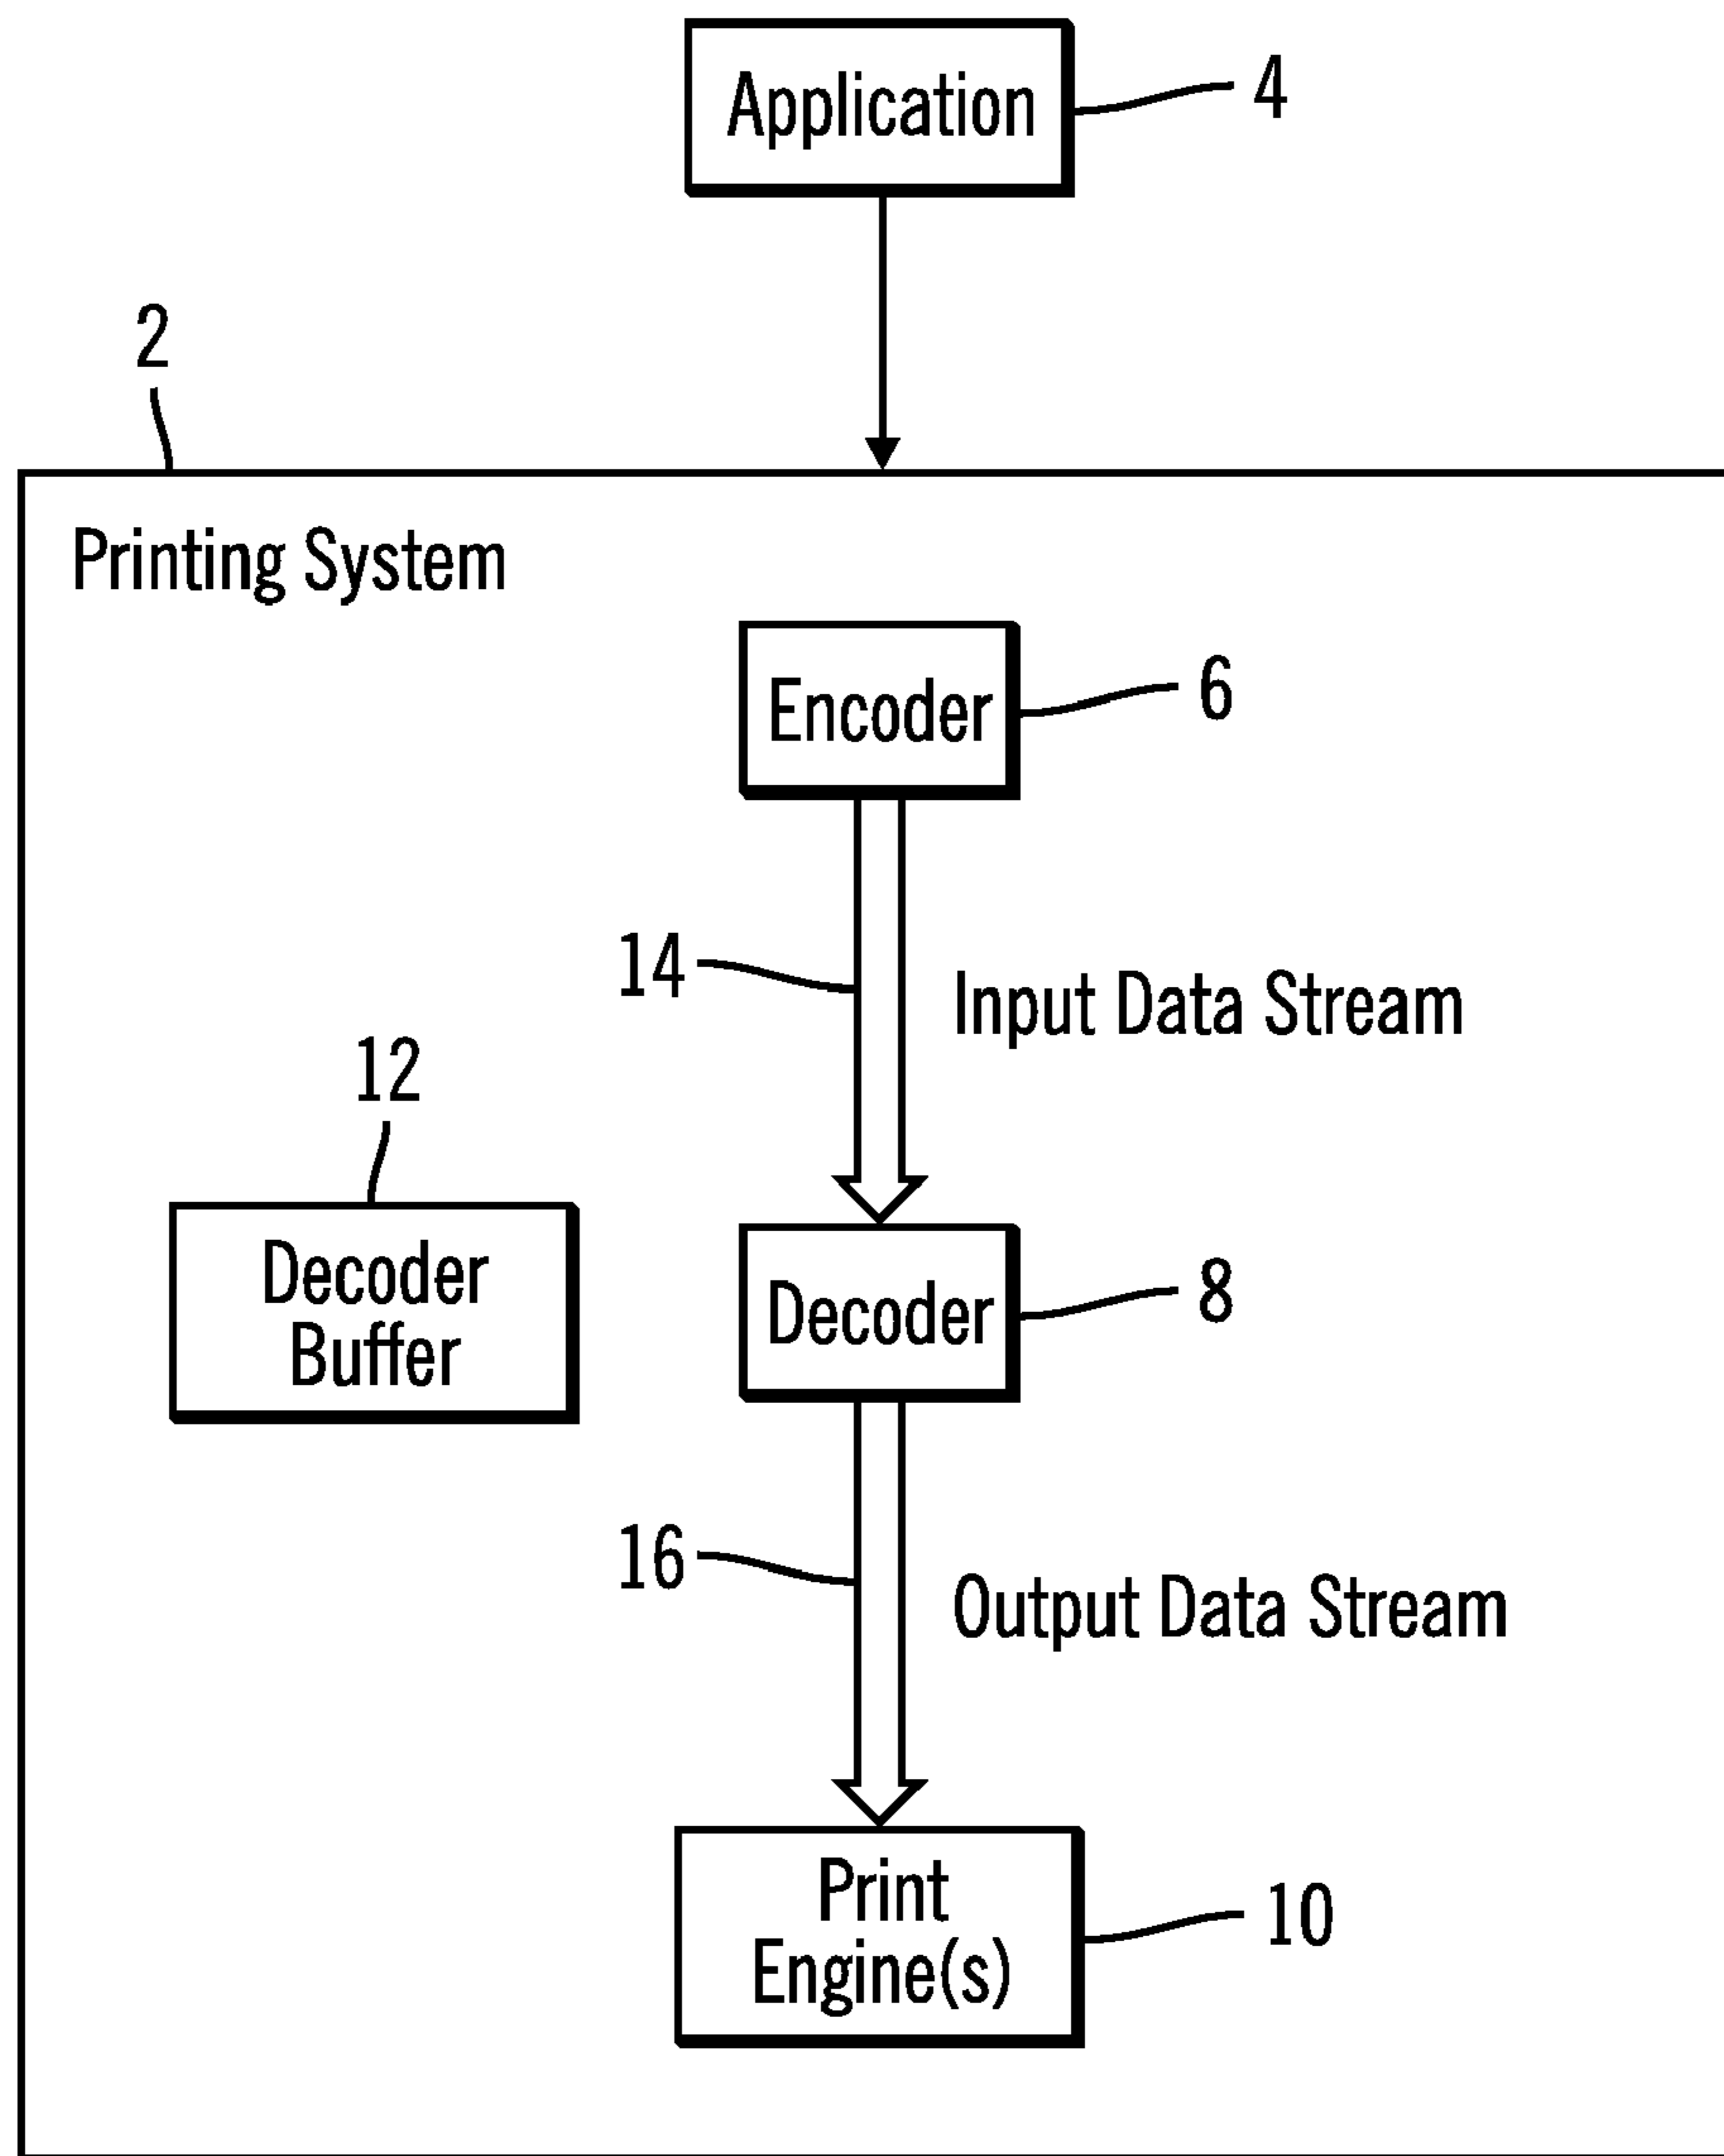 Application
4
2
Printing System
Encoder
6
14
Input Data Stream
12
Decoder
Buffer
Decoder
8
16
Output Data Stream
Print
Engine(s)
10